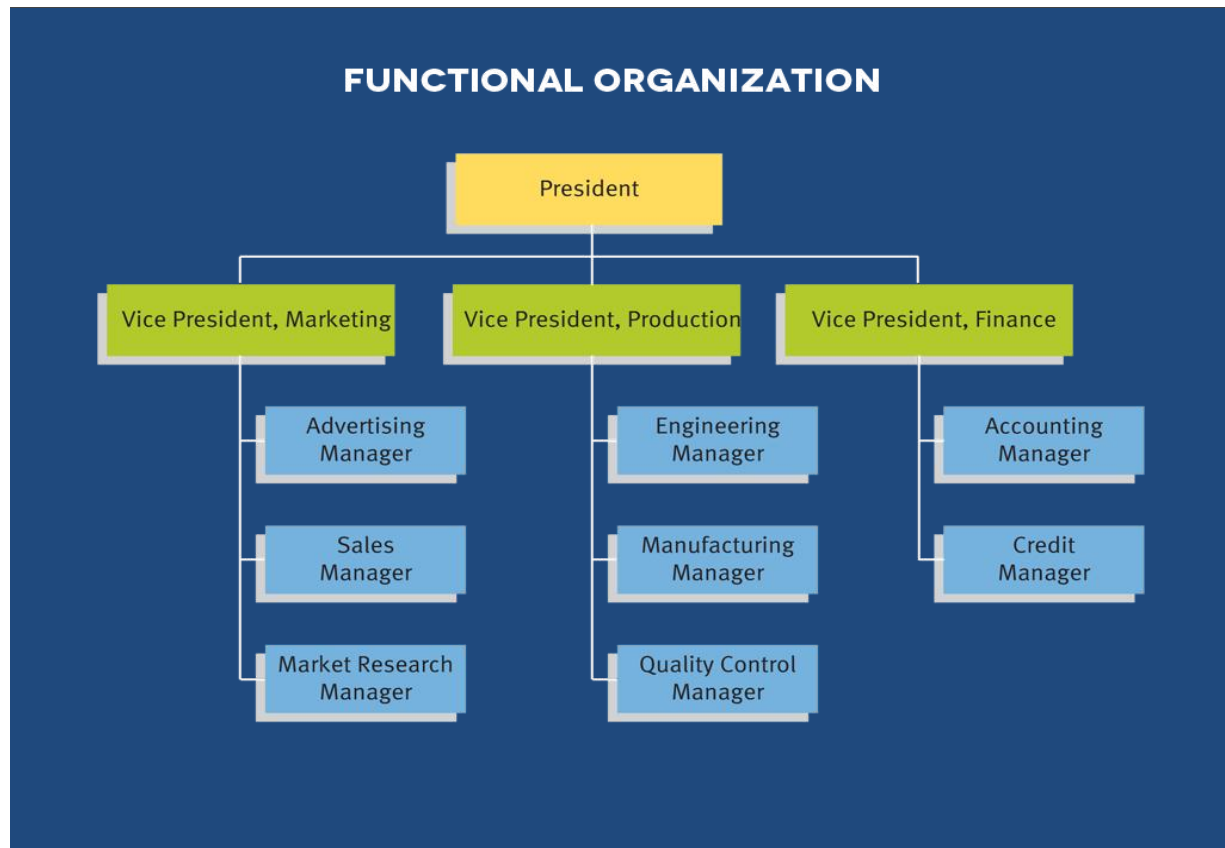 FUNCTIONAL ORGANIZATION
President
Vice President, Marketing
Vice President, Production
Vice President, Finance
Advertising
Manager
Engineering
Manager
Accounting
Manager
Sales
Manager
Manufacturing
Manager
Credit
Manager
Market Research
Manager
Quality Control
Manager